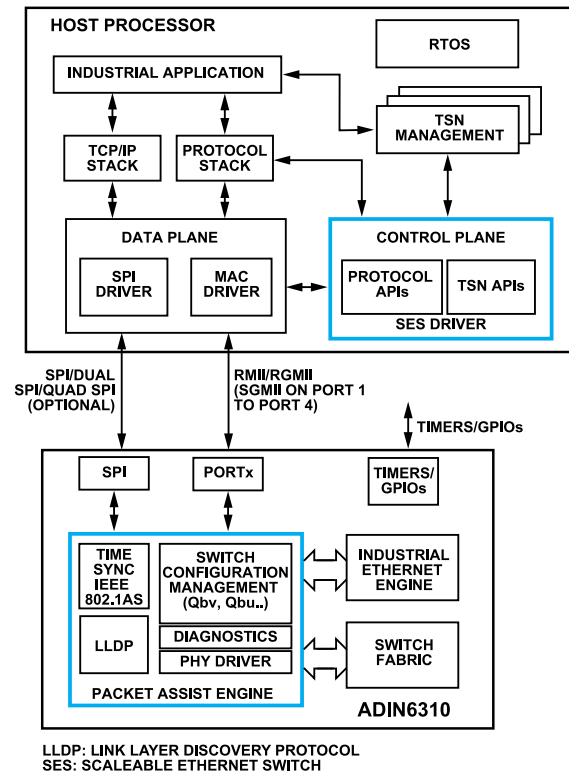 HOST PROCESSOR
RTOS
INDUSTRIAL APPLICATION
TSN
MANAGEMENT
TCP/IP
STACK
PROTOCOL
STACK
DATA PLANE
SPI
DRIVER
MAC
DRIVER
CONTROL PLANE
PROTOCOL
APIs
TSN APIs
SES DRIVER
SPI/DUAL
SPI/QUAD SPI
(OPTIONAL)
RMII/RGMII
(SGMII ON PORT 1
TO PORT 4)
TIMERS/GPIOs
SPI
PORTx
TIMERS/
GPIOs
TIME
SYNC
IEEE
802.1AS
SWITCH
CONFIGURATION
MANAGEMENT
(Qbv, Qbu..)
INDUSTRIAL
ETHERNET
ENGINE
LLDP
DIAGNOSTICS
PHY DRIVER
SWITCH
FABRIC
PACKET ASSIST ENGINE
ADIN6310
LLDP: LINK LAYER DISCOVERY PROTOCOL
SES: SCALEABLE ETHERNET SWITCH